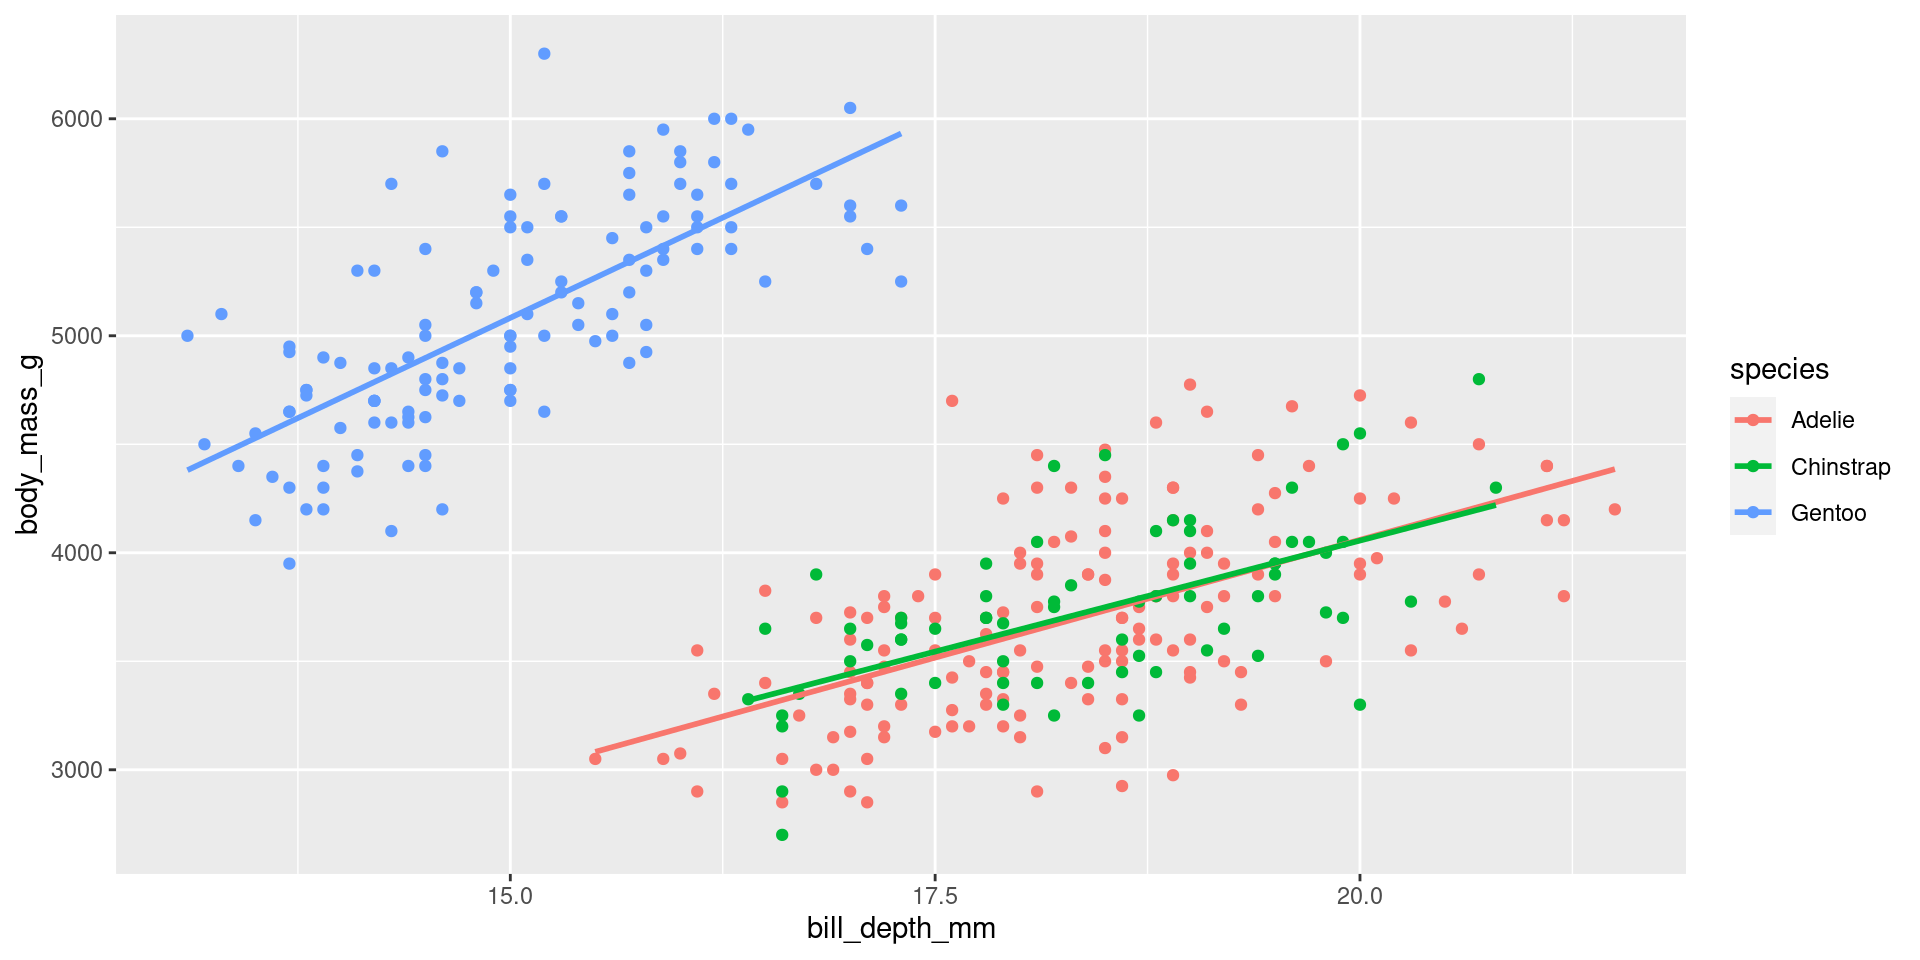 6000
5000
4000
3000
body_mass_g
15.0
17.5
20.0
bill_depth_mm
species
Adelie
Chinstrap
Gentoo